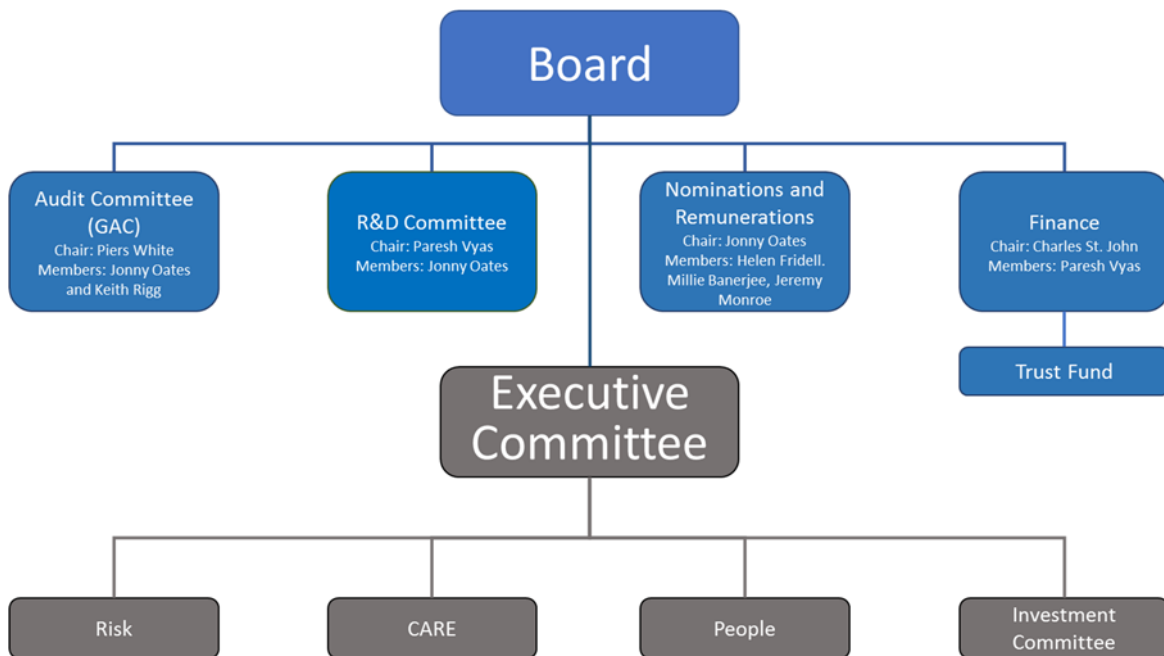 Board
Audit Committee
(GAC)
Chair: Piers White
Members: Jonny Oates
and Keith Rigg
R&D Committee
Chair: Paresh Vyas
Members: Jonny Oates
Nominations and
Remunerations
Chair: Jonny Oates
Members: Helen Fridell.
Millie Banerjee, Jeremy
Monroe
Finance
Chair: Charles St. John
Members: Paresh Vyas
Trust Fund
Executive
Committee
Risk
CARE
People
Investment
Committee